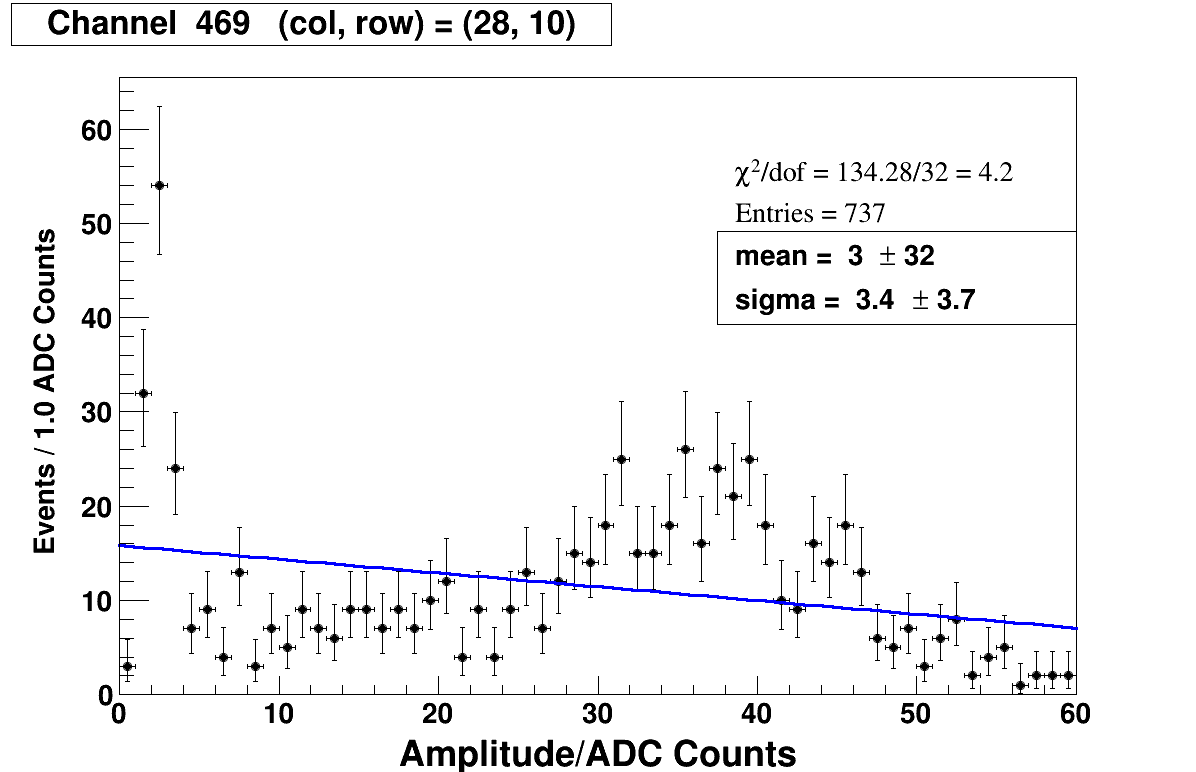 Channel 469 (col, row) = (28, 10)
χ²/dof = 134.28/32 = 4.2
Entries = 737
mean = 3 ± 32
sigma = 3.4 ± 3.7
Events / 1.0 ADC Counts
60
50
40
30
20
10
0
0 10 20 30 40 50 60
Amplitude/ADC Counts